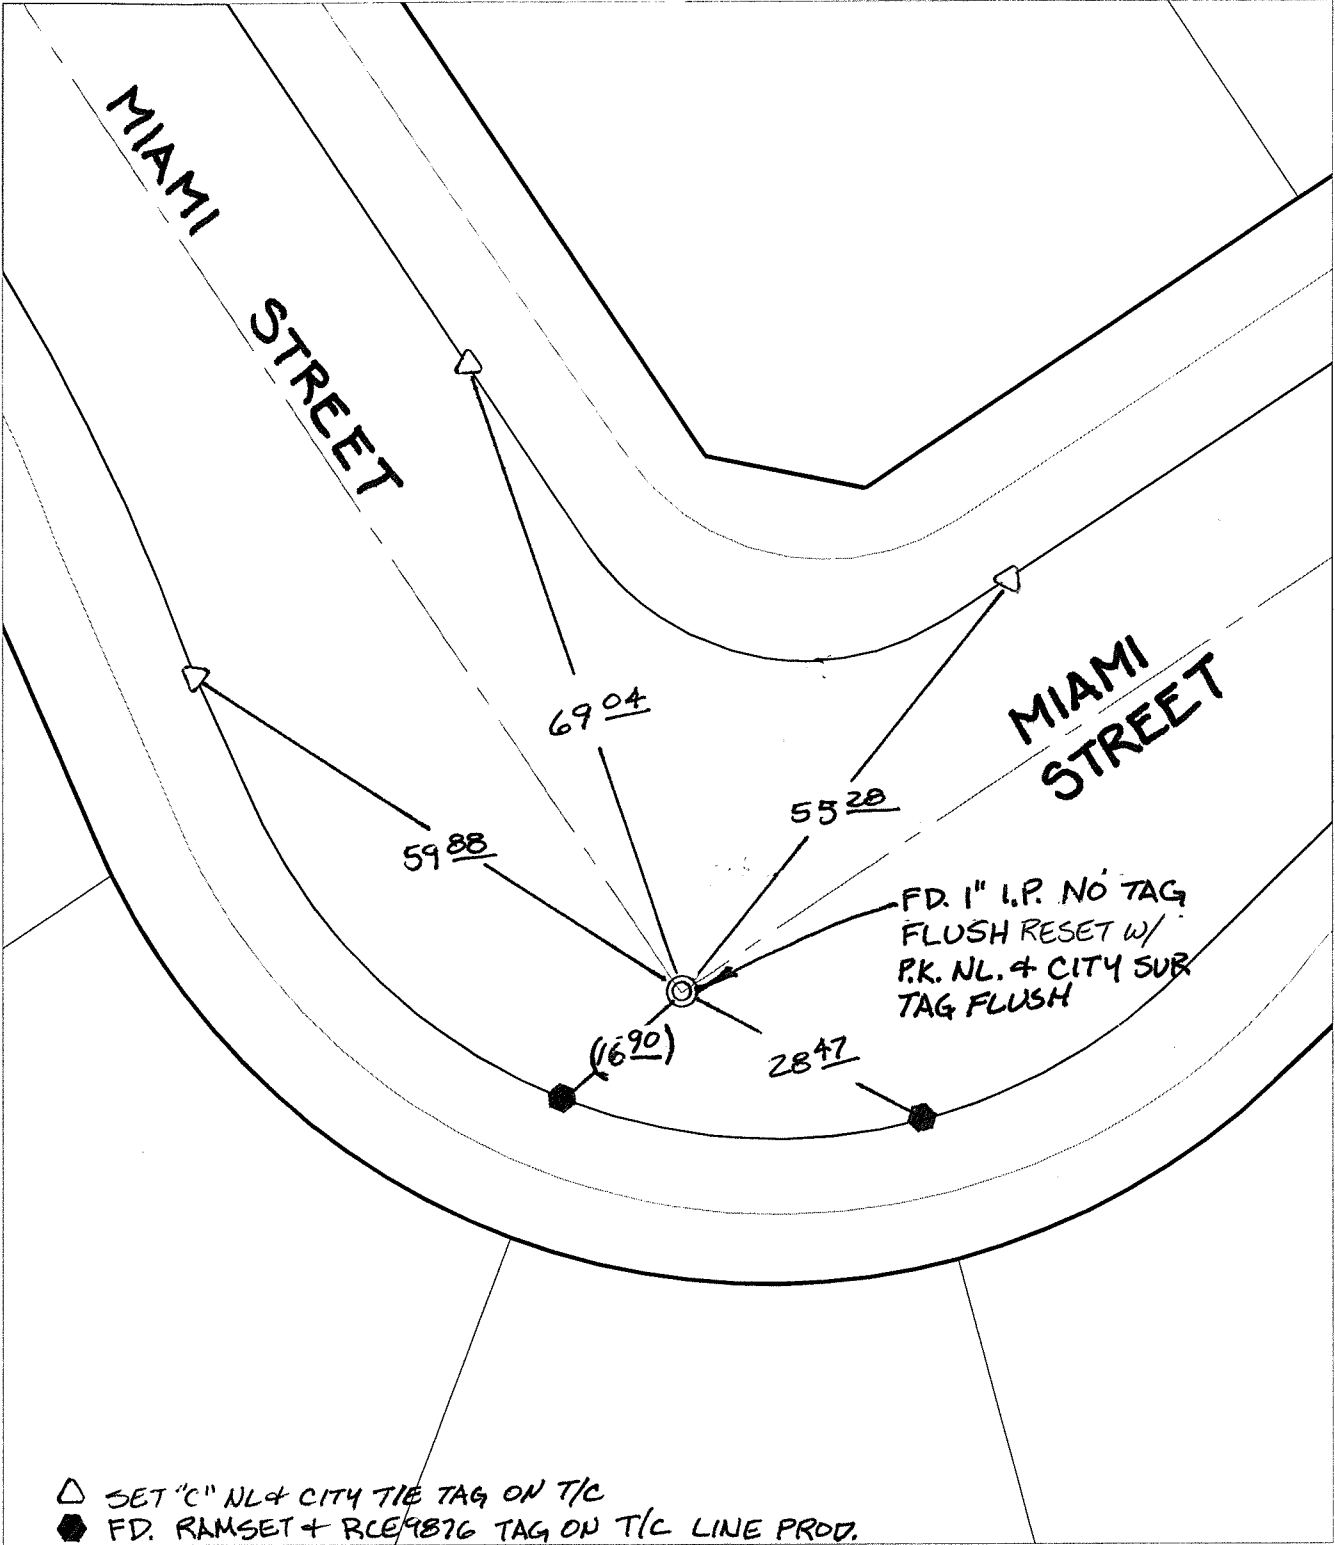 MIAMI
STREET
69 04
MIAMI
STREET
55 28
59 88
FD. 1" I.P. NO TAG
FLUSH RESET W/
P.K. NL. & CITY SUR
TAG FLUSH
(16 90)
28 47
SET "C" NL & CITY TIE TAG ON T/C
FD. RAMSET & RCE 9876 TAG ON T/C LINE PROD.